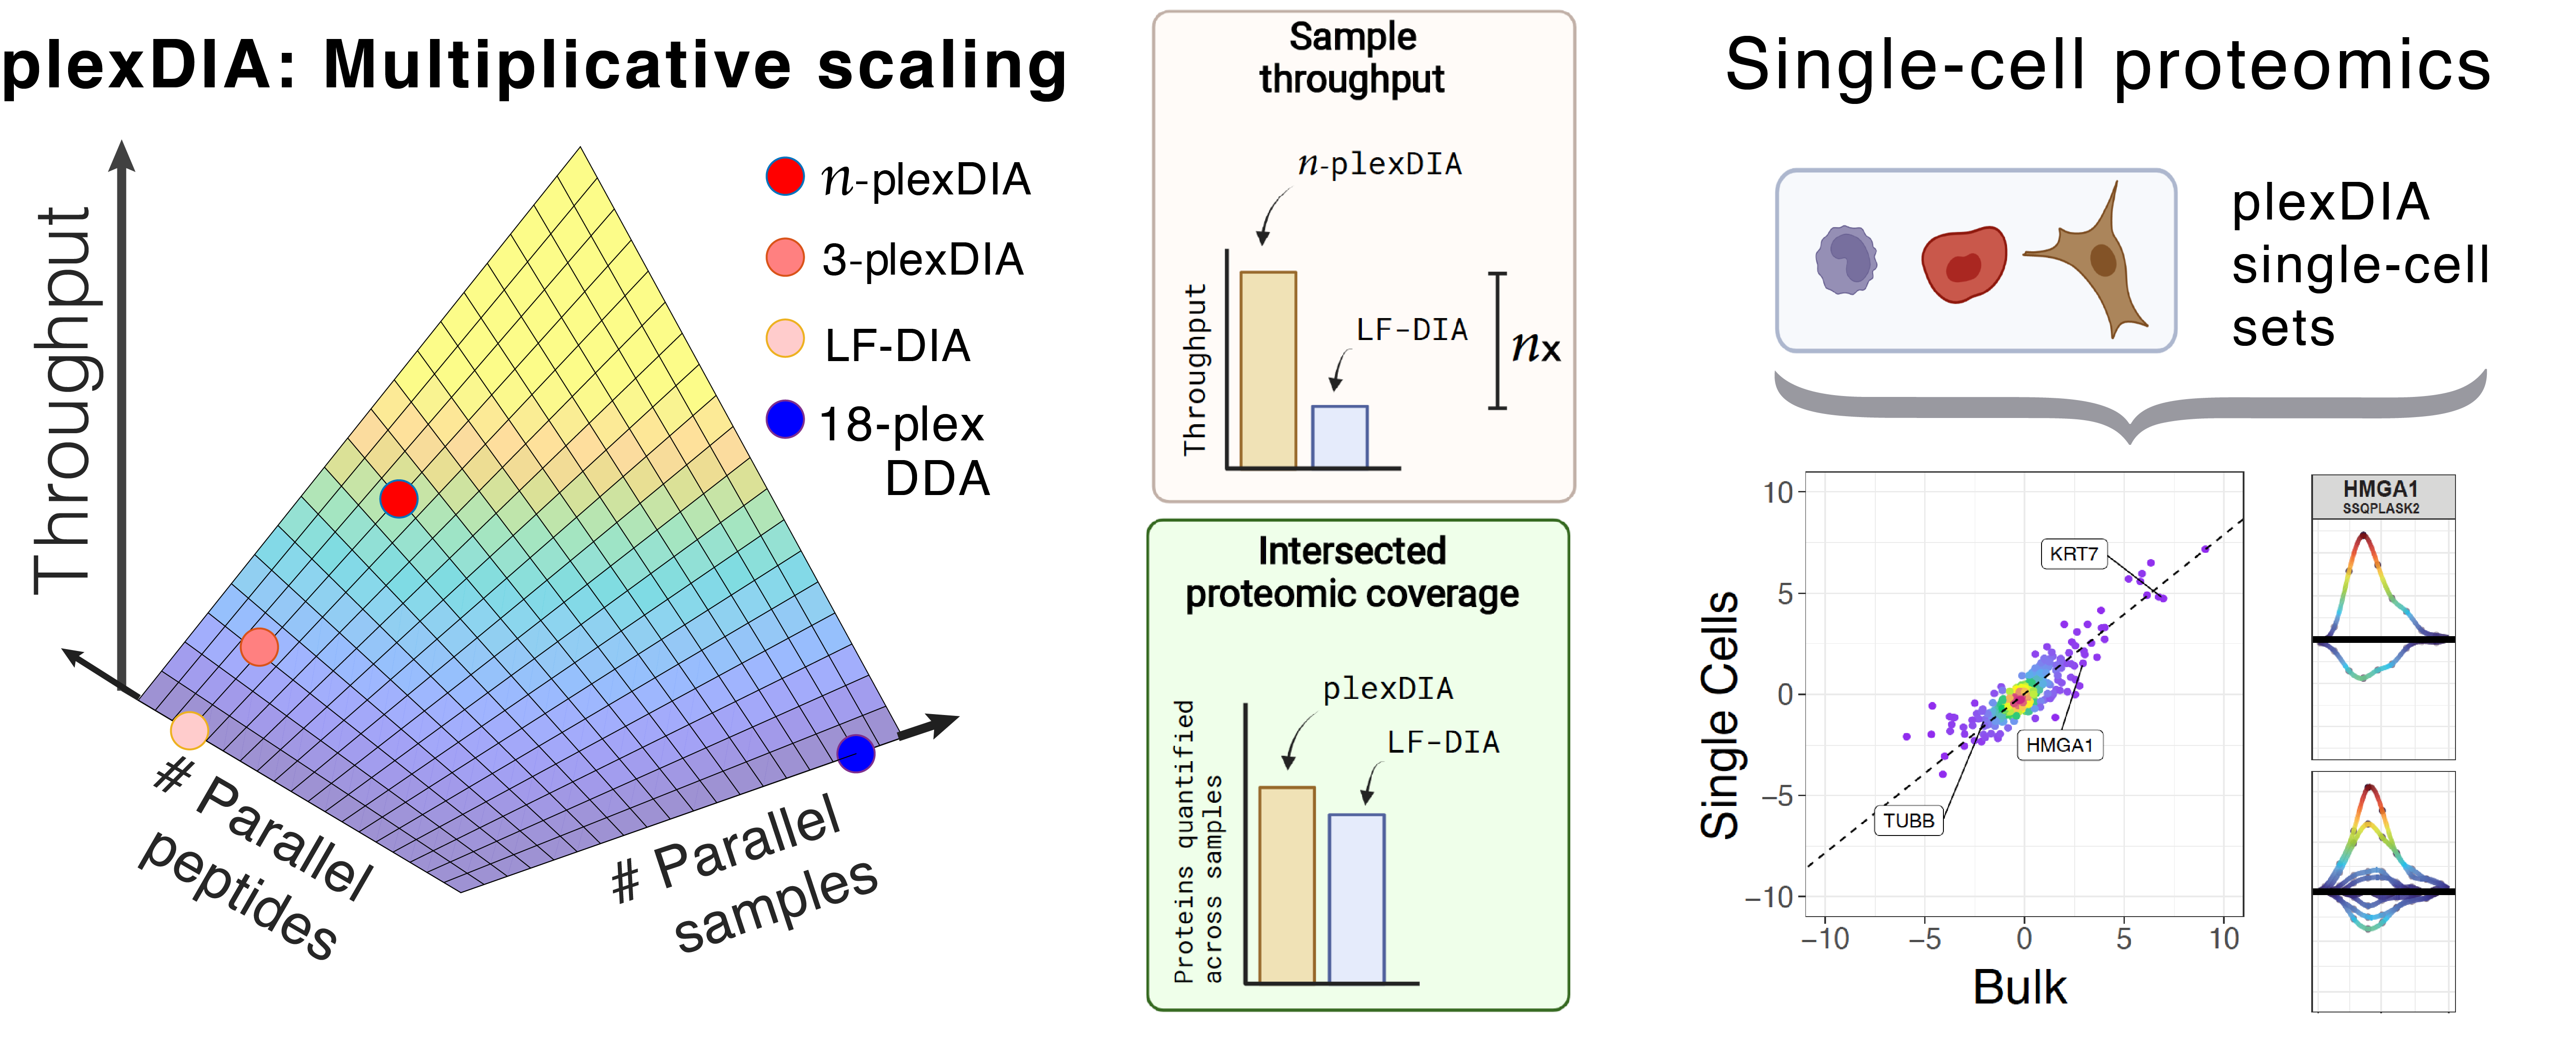 plexDIA: Multiplicative scaling
Throughput
# Parallel
peptides
# Parallel
samples
n-plexDIA
3-plexDIA
LF-DIA
18-plex
DDA
Sample
throughput
n-plexDIA
LF-DIA
Throughput
nx
Intersected
proteomic coverage
plexDIA
LF-DIA
Proteins quantified
across samples
Single-cell proteomics
plexDIA
single-cell
sets
10
5
0
−5
−10
Single Cells
KRT7
HMGA1
TUBB
−10
−5
0
5
10
Bulk
HMGA1
SSQPLASK2